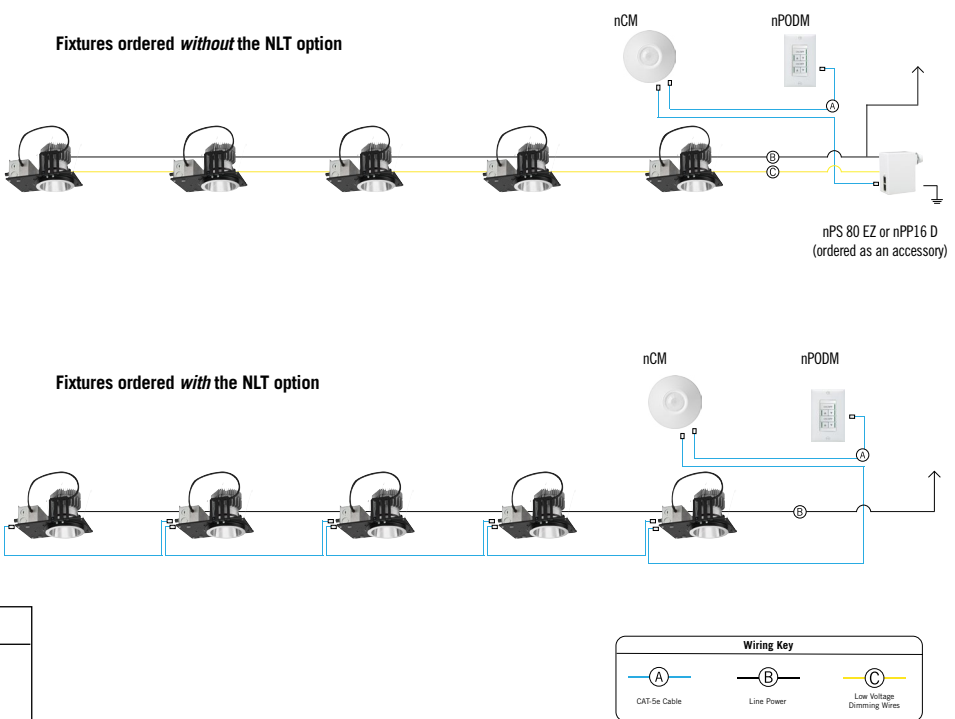 nCM
nPODM
Fixtures ordered without the NLT option
A
B
C
nPS 80 EZ or nPP16 D
(ordered as an accessory)
nCM
nPODM
Fixtures ordered with the NLT option
A
B
Wiring Key
A
B
C
CAT-5e Cable
Line Power
Low Voltage
Dimming Wires